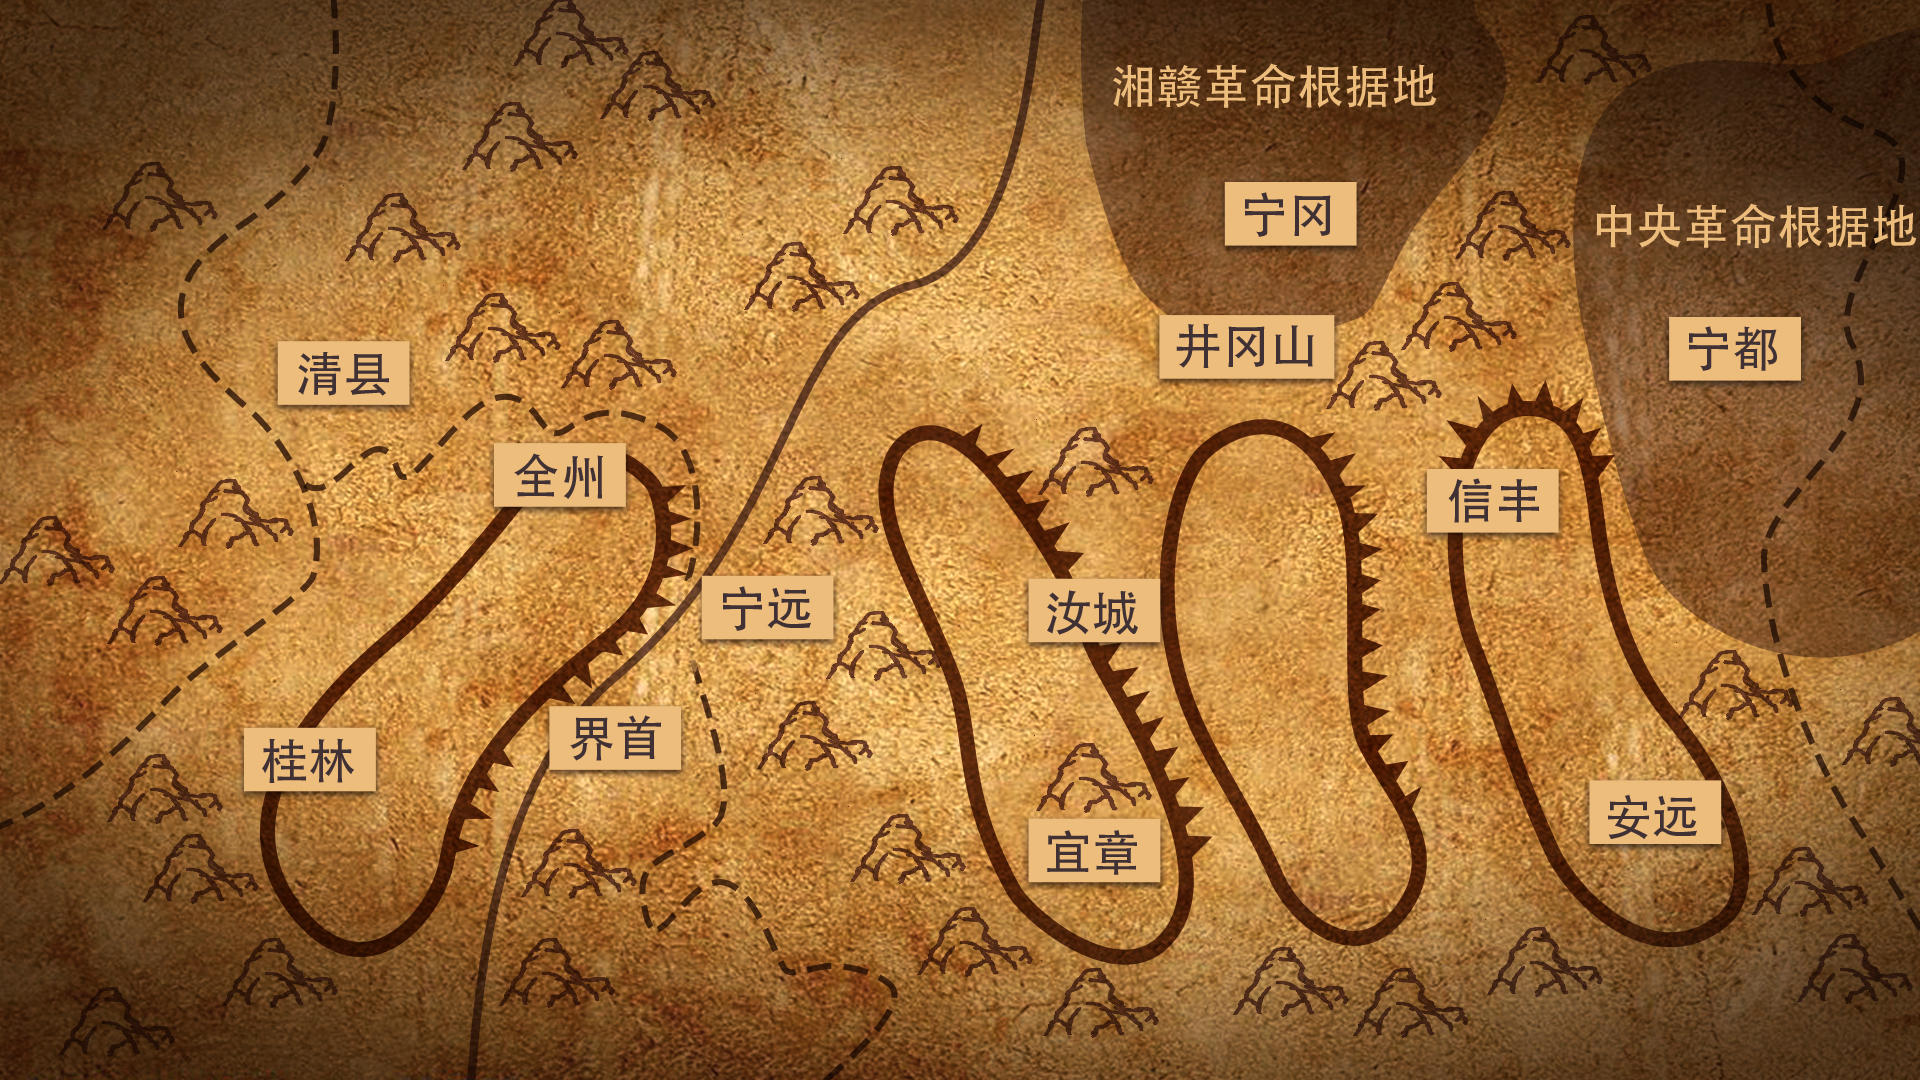 湘赣革命根据地
宁冈
中央革命根据地
井冈山
宁都
清县
全州
信丰
宁远
汝城
界首
桂林
安远
宜章